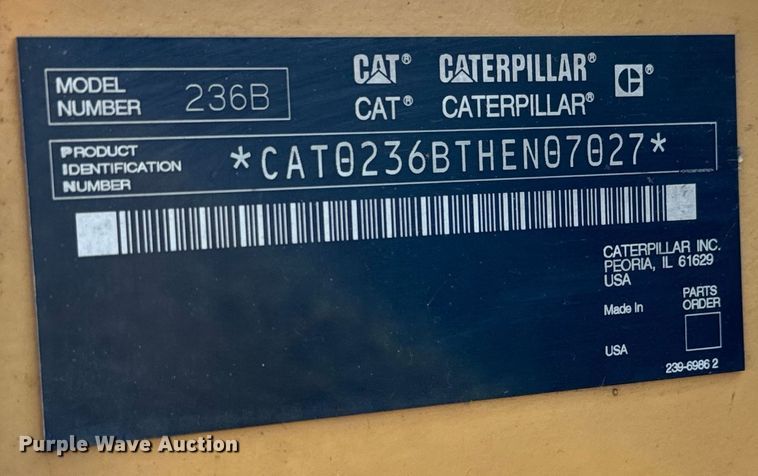 MODEL NUMBER 236B
CAT® CATERPILLAR® C®
CAT® CATERPILLAR®
PRODUCT IDENTIFICATION NUMBER *CAT0236BTHEN07027*
CATERPILLAR INC.
PEORIA, IL 61629
USA
Made In
PARTS ORDER
USA
239-6986 2
Purple Wave Auction